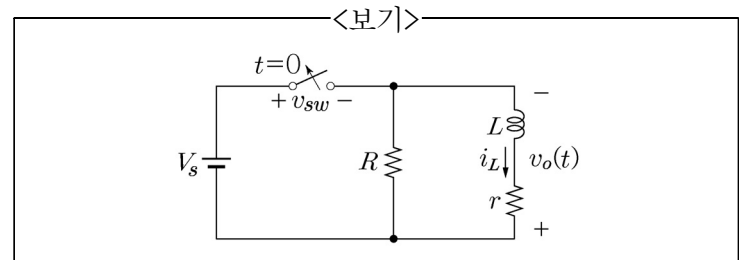 <보기>
t=0
+ v_sw −
−
L
V_s
R
i_L
v_o(t)
r
+